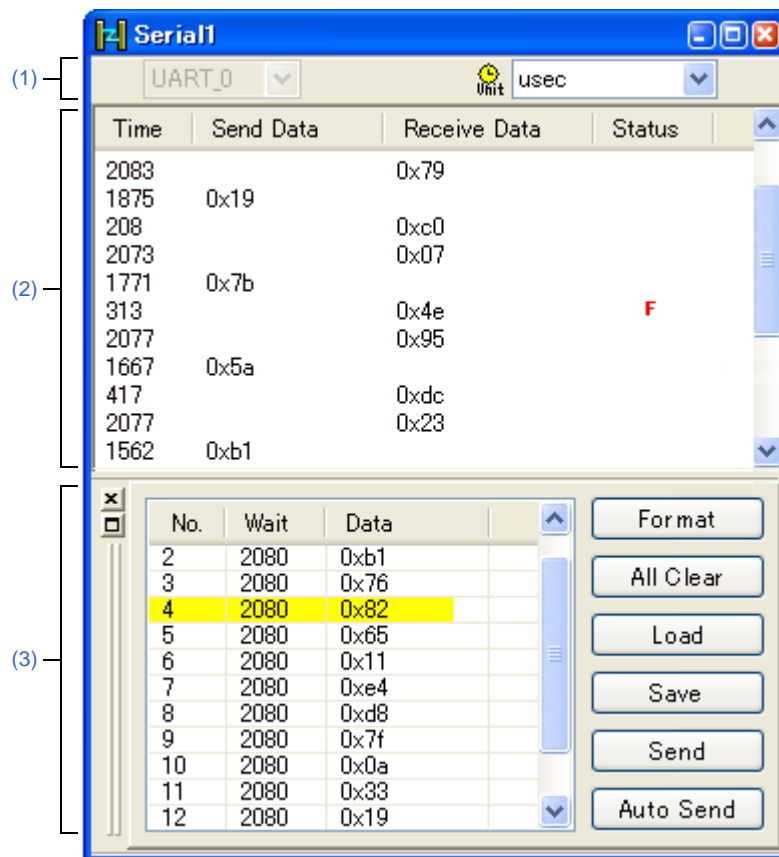 Serial1
(1)
UART_0 Unit usec
Time Send Data Receive Data Status
2083 0x79
1875 0x19
208 0xc0
2073 0x07
(2)
1771 0x7b
313 0x4e F
2077 0x95
1667 0x5a
417 0xdc
2077 0x23
1562 0xb1
(3)
No. Wait Data
2 2080 0xb1
3 2080 0x76
4 2080 0x82
5 2080 0x65
6 2080 0x11
7 2080 0xe4
8 2080 0xd8
9 2080 0x7f
10 2080 0x0a
11 2080 0x33
12 2080 0x19
Format
All Clear
Load
Save
Send
Auto Send